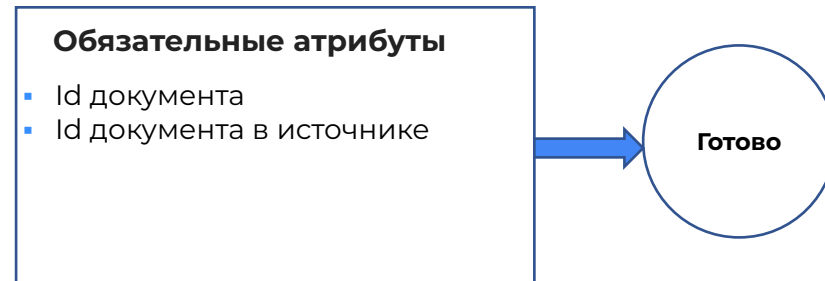 Обязательные атрибуты
Id документа
Id документа в источнике
Готово